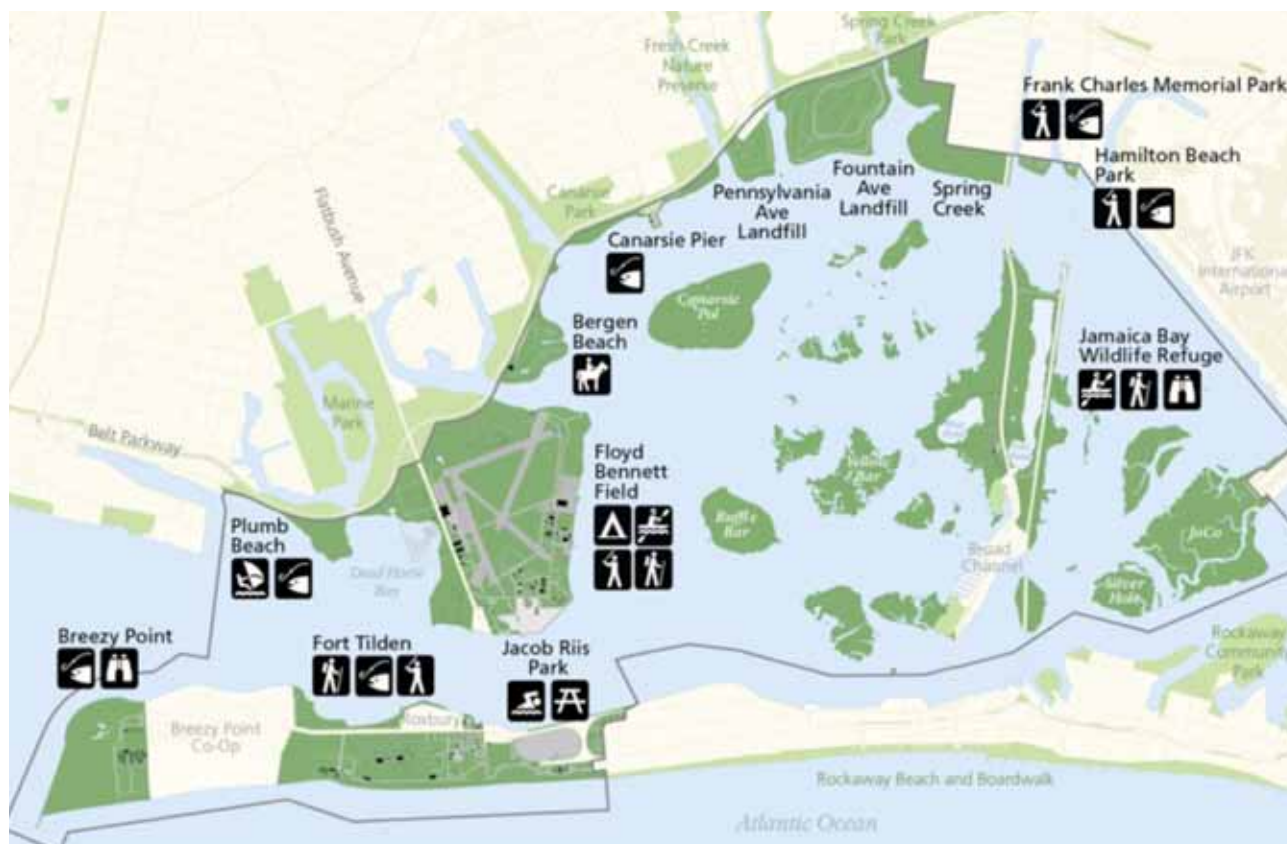 Spring Creek
Park
Fresh Creek
Nature
Preserve
Frank Charles Memorial Park
Hamilton Beach
Park
Pennsylvania
Ave
Landfill
Fountain
Ave
Landfill
Spring
Creek
Canarsie
Park
Canarsie Pier
Flatbush Avenue
JFK
International
Airport
Canarsie
Pol
Bergen
Beach
Jamaica Bay
Wildlife Refuge
Marine
Park
Belt Parkway
Floyd
Bennett
Field
Yellow
Bar
Ruffle
Bar
Plumb
Beach
Dead Horse
Bay
JoCo
Broad
Channel
Silver
Hole
Breezy Point
Fort Tilden
Jacob Riis
Park
Rockaway
Community
Park
Roxbury
Breezy Point
Co-Op
Rockaway Beach and Boardwalk
Atlantic Ocean